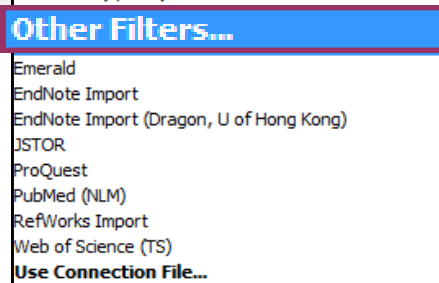 Other Filters...
Emerald
EndNote Import
EndNote Import (Dragon, U of Hong Kong)
JSTOR
ProQuest
PubMed (NLM)
RefWorks Import
Web of Science (TS)
Use Connection File...